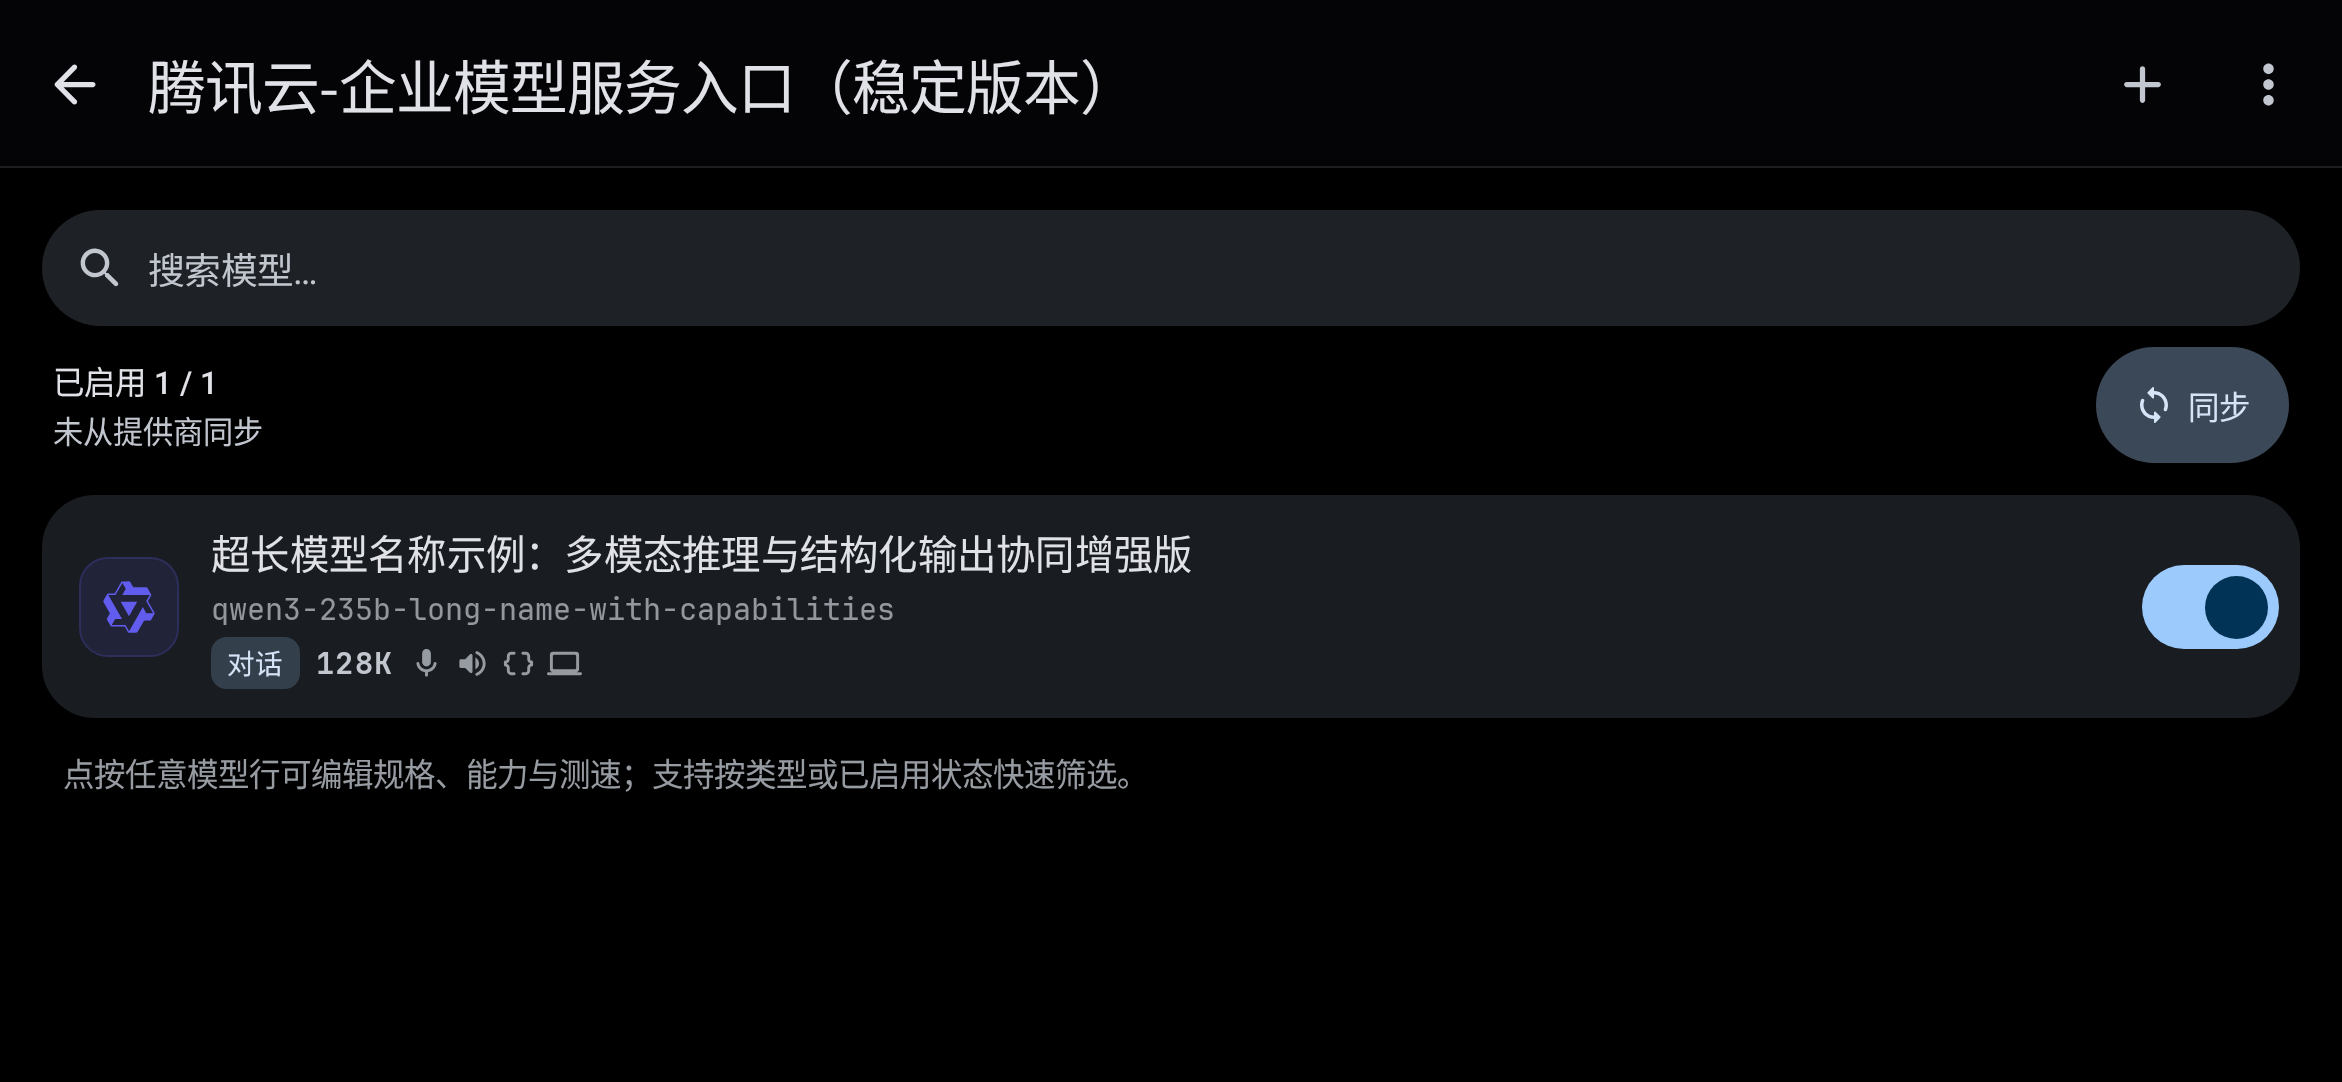 腾讯云-企业模型服务入口（稳定版本）
搜索模型...
已启用 1 / 1
未从提供商同步
同步
超长模型名称示例：多模态推理与结构化输出协同增强版
qwen3-235b-long-name-with-capabilities
对话 128K
点按任意模型行可编辑规格、能力与测速；支持按类型或已启用状态快速筛选。